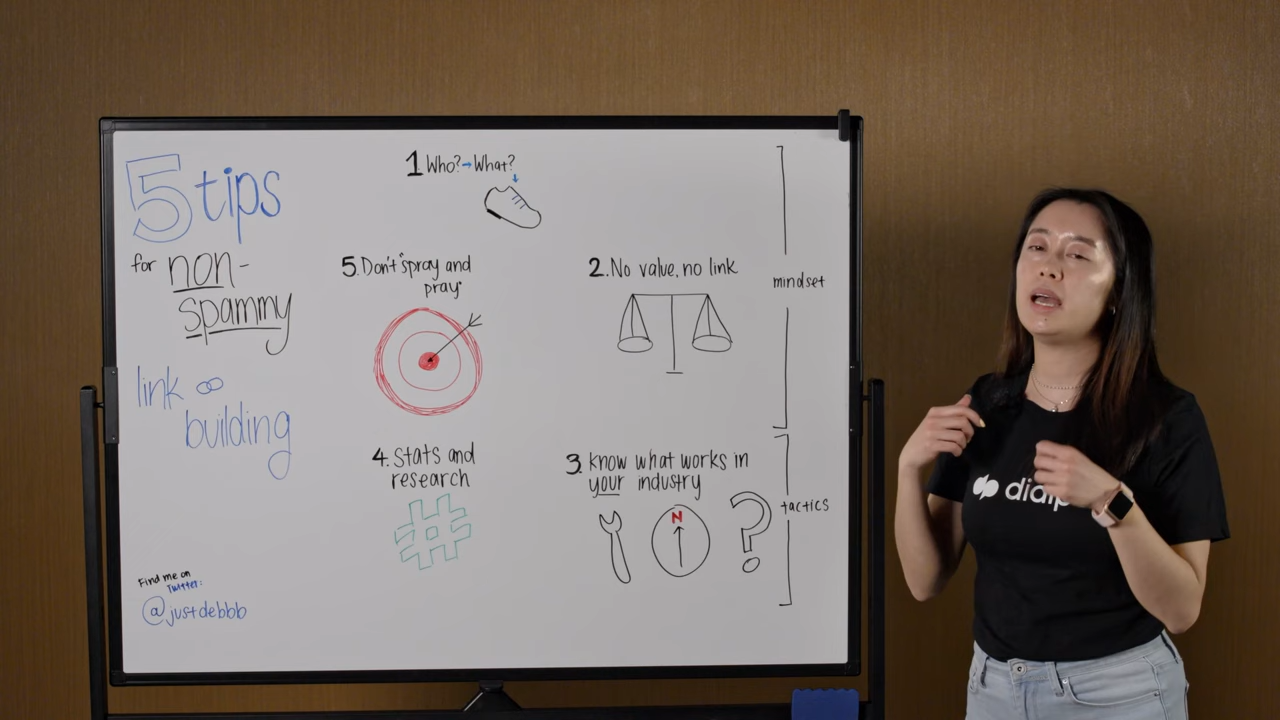 5 tips
for non-
spammy
link
building
Find me on
Twitter:
@justdebbb
1 Who?→What?
2. No value, no link
3. Know what works in
your industry
N
?
4. Stats and
research
#
5. Don't "spray and
pray"
mindset
tactics